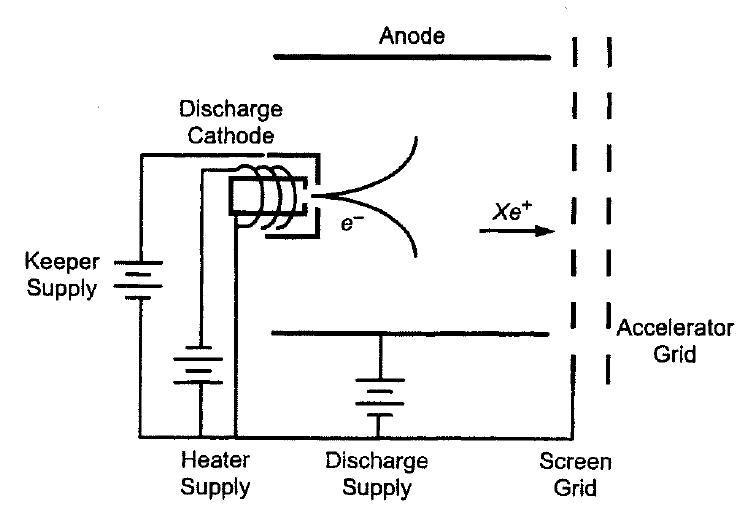 Anode
Discharge
Cathode
e⁻
Xe⁺
Keeper
Supply
Accelerator
Grid
Heater
Supply
Discharge
Supply
Screen
Grid